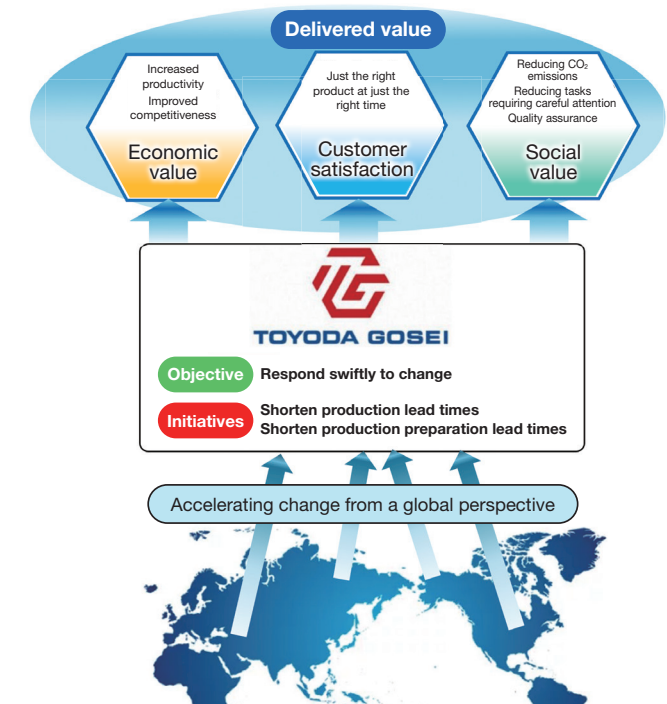 Delivered value
Increased
productivity
Improved
competitiveness
Economic
value
Just the right
product at just the
right time
Customer
satisfaction
Reducing CO₂
emissions
Reducing tasks
requiring careful attention
Quality assurance
Social
value
TG
TOYODA GOSEI
Objective Respond swiftly to change
Initiatives Shorten production lead times
Shorten production preparation lead times
Accelerating change from a global perspective